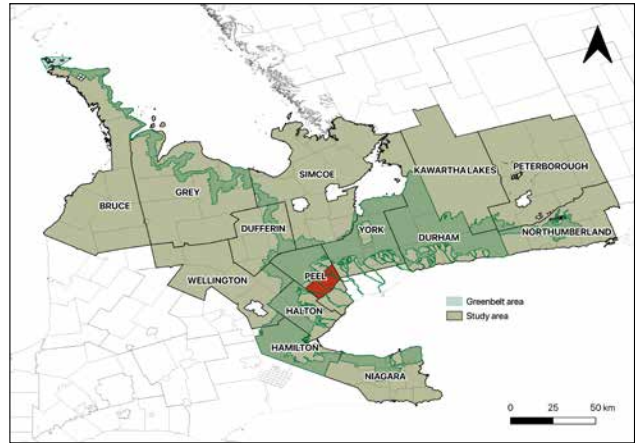 SIMCOE
KAWARTHA LAKES
PETERBOROUGH
BRUCE
GREY
DUFFERIN
YORK
DURHAM
NORTHUMBERLAND
WELLINGTON
PEEL
HALTON
HAMILTON
NIAGARA
Greenbelt area
Study area
0 25 50 km